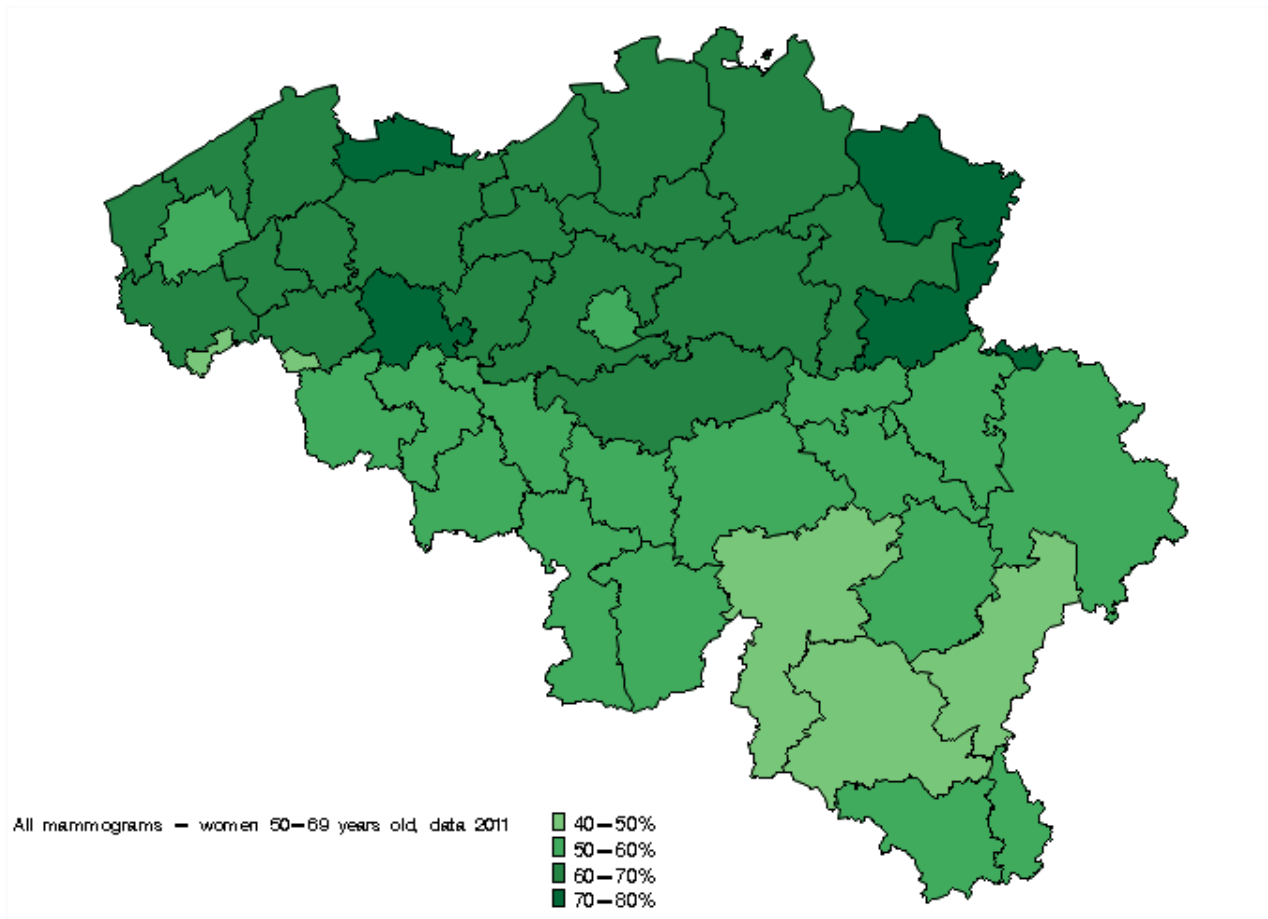 All mammograms – women 50–69 years old, data 2011
40–50%
50–60%
60–70%
70–80%